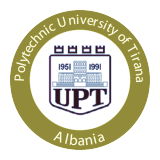 Polytechnic University of Tirana
1951 1991
UPT
Albania